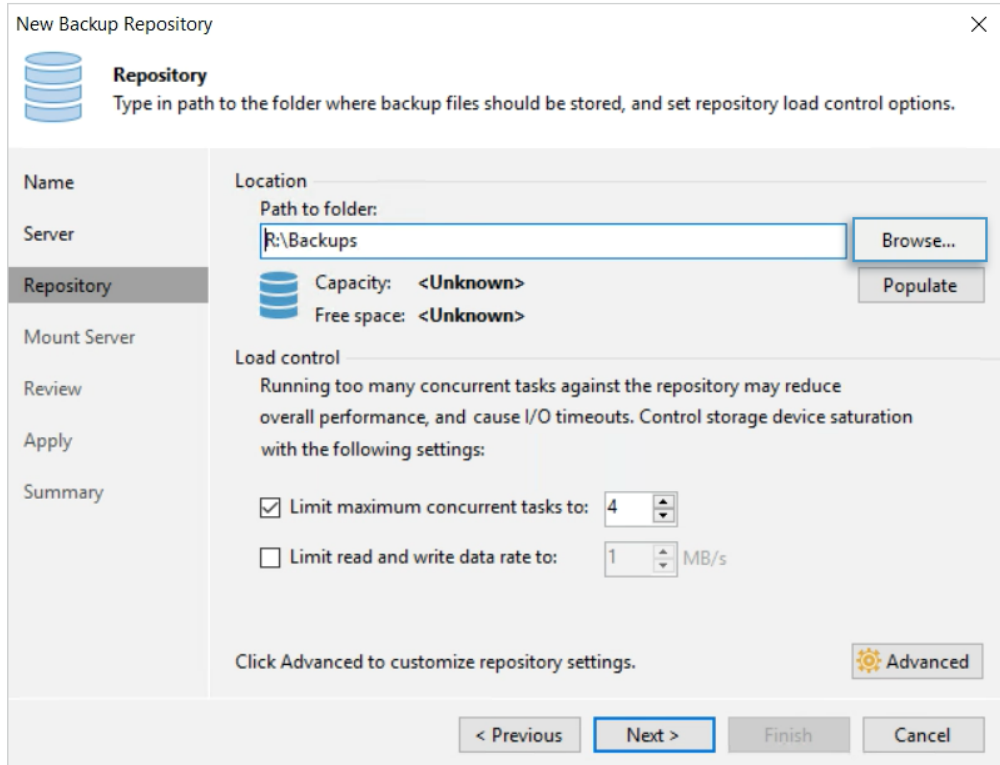 New Backup Repository
Repository
Type in path to the folder where backup files should be stored, and set repository load control options.
Name
Server
Repository
Mount Server
Review
Apply
Summary
Location
Path to folder:
R:\Backups
Browse...
Capacity: <Unknown>
Populate
Free space: <Unknown>
Load control
Running too many concurrent tasks against the repository may reduce
overall performance, and cause I/O timeouts. Control storage device saturation
with the following settings:
Limit maximum concurrent tasks to: 4
Limit read and write data rate to: 1 MB/s
Click Advanced to customize repository settings.
Advanced
< Previous
Next >
Finish
Cancel